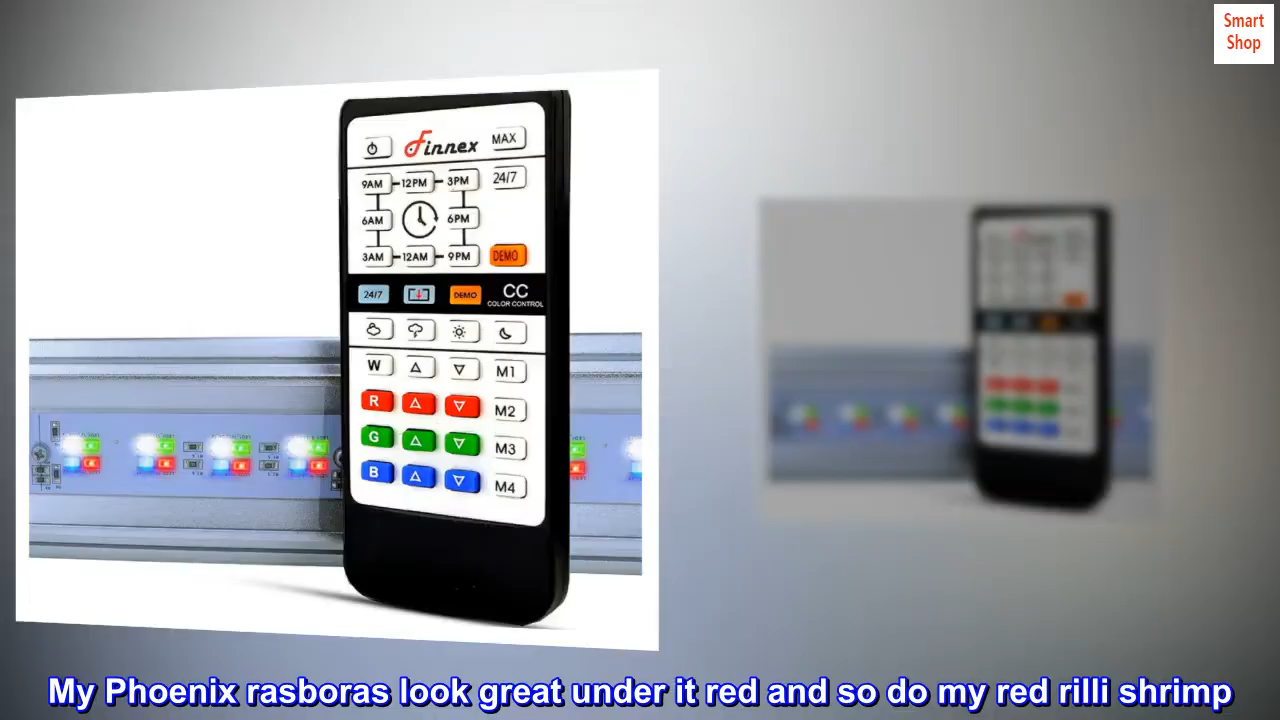 Smart
Shop
Finnex MAX
9AM 12PM 3PM 24/7
6AM 6PM
3AM 12AM 9PM DEMO
24/7 DEMO CC
COLOR CONTROL
W M1
R M2
G M3
B M4
My Phoenix rasboras look great under it red and so do my red rilli shrimp